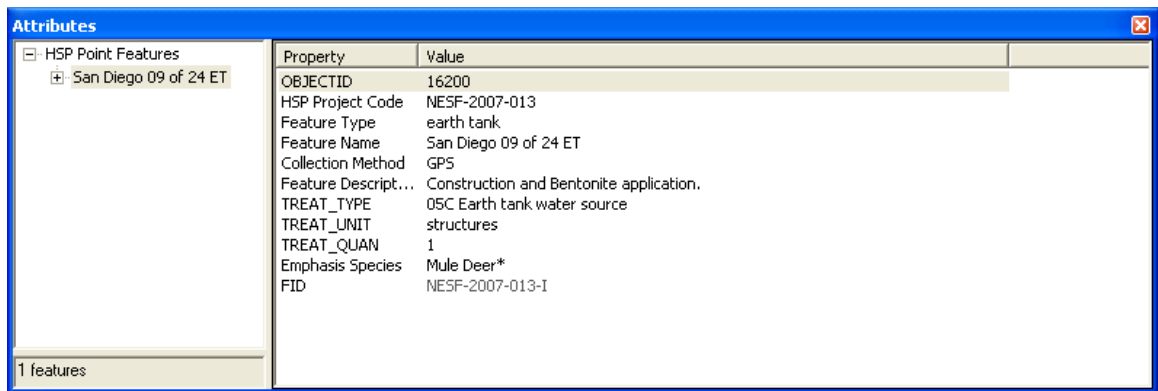 Attributes
HSP Point Features
San Diego 09 of 24 ET
1 features
Property Value
OBJECTID 16200
HSP Project Code NESF-2007-013
Feature Type earth tank
Feature Name San Diego 09 of 24 ET
Collection Method GPS
Feature Descript... Construction and Bentonite application.
TREAT_TYPE 05C Earth tank water source
TREAT_UNIT structures
TREAT_QUAN 1
Emphasis Species Mule Deer*
FID NESF-2007-013-I